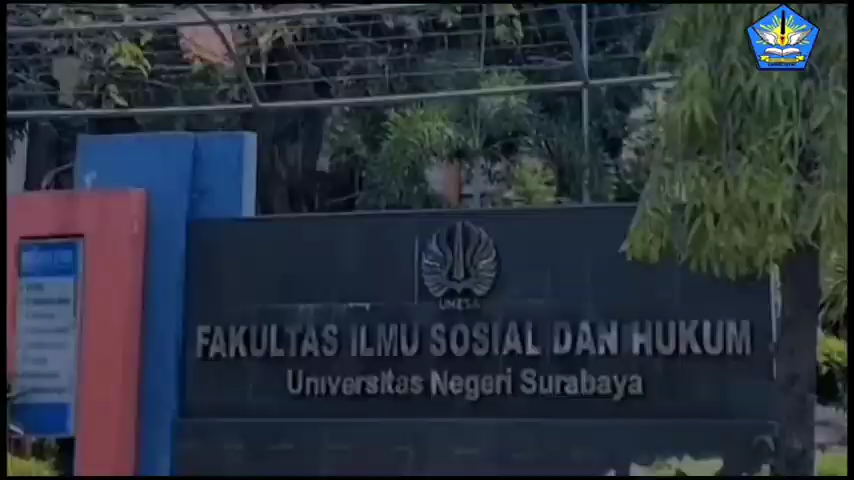 UNESA
FAKULTAS ILMU SOSIAL DAN HUKUM
Universitas Negeri Surabaya